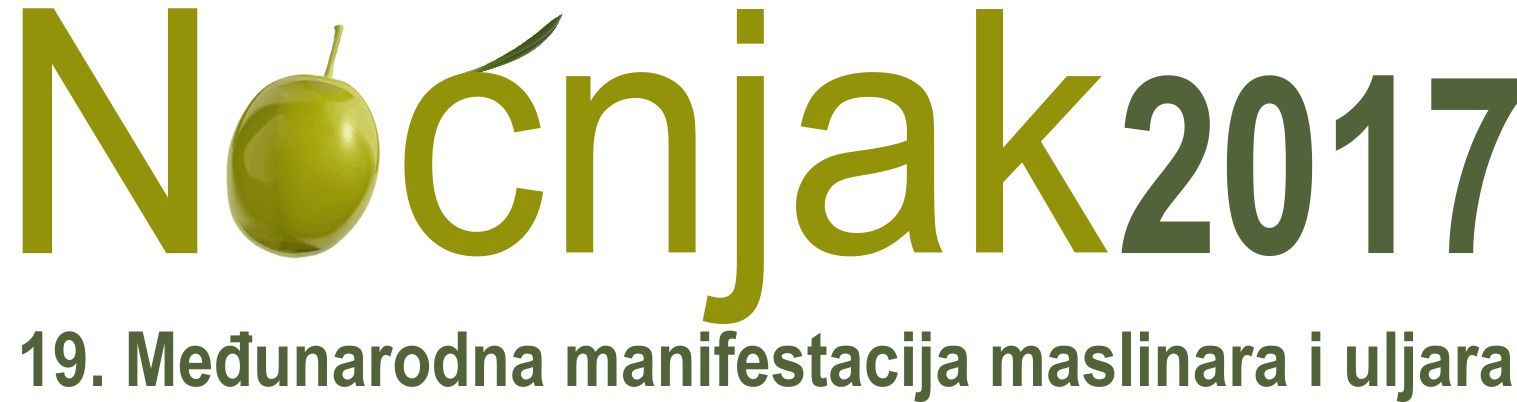 Noćnjak2017
19. Međunarodna manifestacija maslinara i uljara